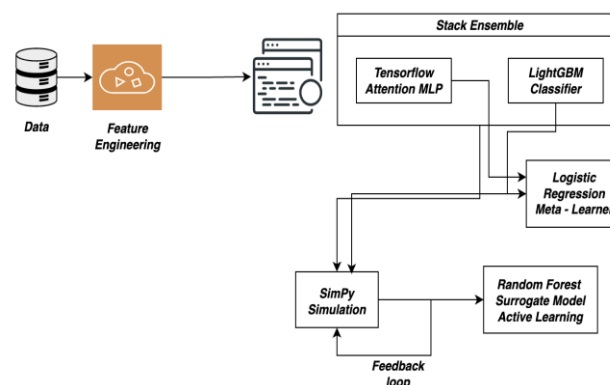 Stack Ensemble
Tensorflow
Attention MLP
LightGBM
Classifier
Data
Feature
Engineering
Logistic
Regression
Meta - Learner
SimPy
Simulation
Random Forest
Surrogate Model
Active Learning
Feedback
loop